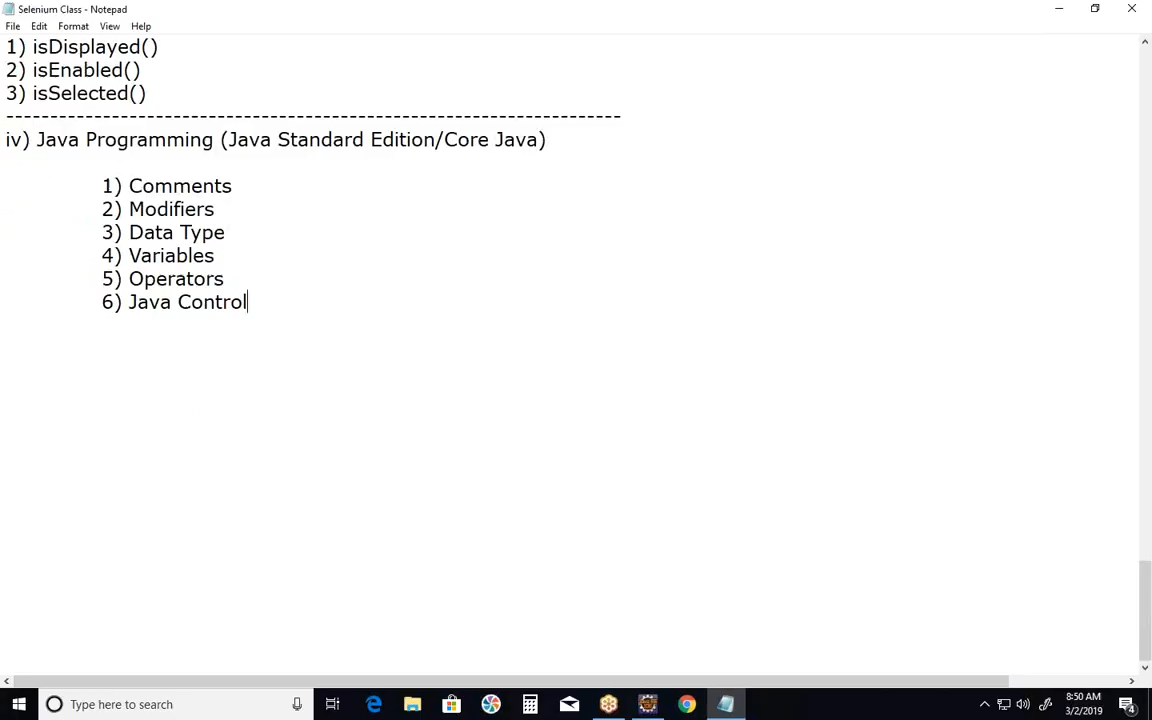 Selenium Class - Notepad
File Edit Format View Help
1) isDisplayed()
2) isEnabled()
3) isSelected()
----------------------------------------------------------------------
iv) Java Programming (Java Standard Edition/Core Java)
1) Comments
2) Modifiers
3) Data Type
4) Variables
5) Operators
6) Java Control
Type here to search
8:50 AM
3/2/2019
4